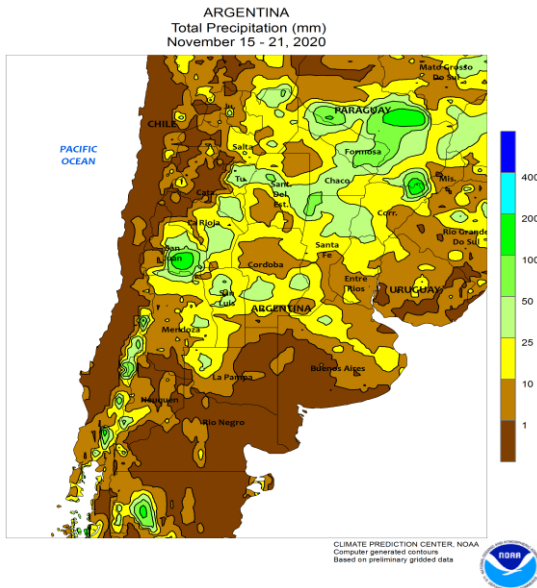 ARGENTINA
Total Precipitation (mm)
November 15 - 21, 2020
Mato Grosso
Do Sul
Ju.
PARAGUAY
CHILE
PACIFIC
OCEAN
Salta
Formosa
Tu.
Sant.
Del
Est.
Chaco
Mis.
Cata.
Corr.
La Rioja
Rio Grande
Do Sul
San
Juan
Santa
Fe
Cordoba
Entre
Rios
URUGUAY
San
Luis
ARGENTINA
Mendoza
Buenos Aires
La Pampa
Neuquen
Rio Negro
400
200
100
50
25
10
1
CLIMATE PREDICTION CENTER, NOAA
Computer generated contours
Based on preliminary gridded data
NOAA